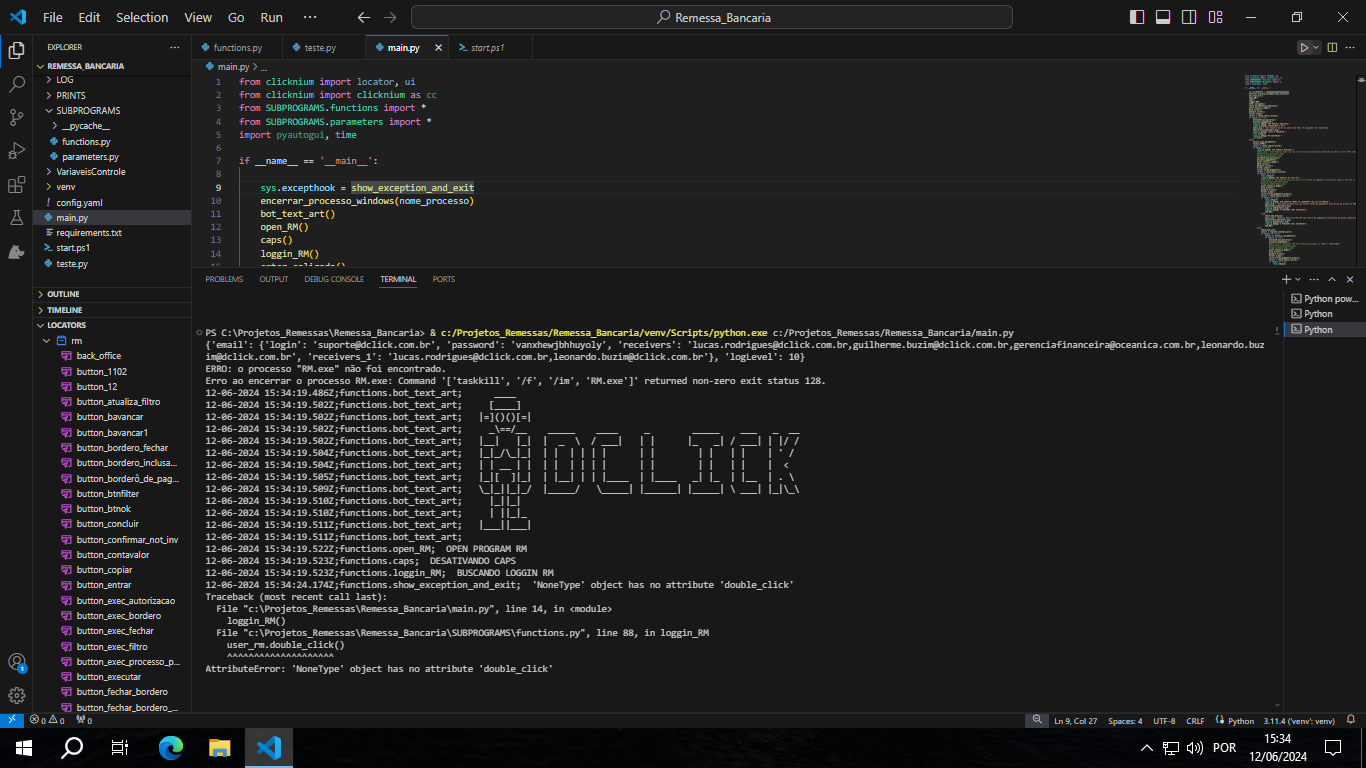 File Edit Selection View Go Run ··· Remessa_Bancaria
EXPLORER ···
REMESSA_BANCARIA
LOG
PRINTS
SUBPROGRAMS
__pycache__
functions.py
parameters.py
VariaveisControle
venv
config.yaml
main.py
requirements.txt
start.ps1
teste.py
OUTLINE
TIMELINE
LOCATORS
rm
back_office
button_1102
button_12
button_atualiza_filtro
button_bavancar
button_bavancar1
button_bordero_fechar
button_bordero_inclusa...
button_borderô_de_pag...
button_btnfilter
button_btnok
button_concluir
button_confirmar_not_inv
button_contavalor
button_copiar
button_entrar
button_exec_autorizacao
button_exec_bordero
button_exec_fechar
button_exec_filtro
button_exec_processo_p...
button_executar
button_fechar_bordero
button_fechar_bordero_...
functions.py teste.py main.py start.ps1
main.py > ...
1 from clicknium import locator, ui
2 from clicknium import clicknium as cc
3 from SUBPROGRAMS.functions import *
4 from SUBPROGRAMS.parameters import *
5 import pyautogui, time
6
7 if __name__ == '__main__':
8
9 sys.excepthook = show_exception_and_exit
10 encerrar_processo_windows(nome_processo)
11 bot_text_art()
12 open_RM()
13 caps()
14 loggin_RM()
PROBLEMS OUTPUT DEBUG CONSOLE TERMINAL PORTS
Python pow...
Python
Python
PS C:\Projetos_Remessas\Remessa_Bancaria> & c:/Projetos_Remessas/Remessa_Bancaria/venv/Scripts/python.exe c:/Projetos_Remessas/Remessa_Bancaria/main.py
{'email': {'login': 'suporte@dclick.com.br', 'password': 'vanxhewjbhhuyoly', 'receivers': 'lucas.rodrigues@dclick.com.br,guilherme.buzim@dclick.com.br,gerenciafinanceira@oceanica.com.br,leonardo.buz
im@dclick.com.br', 'receivers_1': 'lucas.rodrigues@dclick.com.br,leonardo.buzim@dclick.com.br'}, 'logLevel': 10}
ERRO: o processo "RM.exe" não foi encontrado.
Erro ao encerrar o processo RM.exe: Command '['taskkill', '/f', '/im', 'RM.exe']' returned non-zero exit status 128.
12-06-2024 15:34:19.486Z;functions.bot_text_art;
12-06-2024 15:34:19.502Z;functions.bot_text_art;
12-06-2024 15:34:19.502Z;functions.bot_text_art;
12-06-2024 15:34:19.502Z;functions.bot_text_art;
12-06-2024 15:34:19.502Z;functions.bot_text_art;
12-06-2024 15:34:19.504Z;functions.bot_text_art;
12-06-2024 15:34:19.504Z;functions.bot_text_art;
12-06-2024 15:34:19.505Z;functions.bot_text_art;
12-06-2024 15:34:19.509Z;functions.bot_text_art;
12-06-2024 15:34:19.510Z;functions.bot_text_art;
12-06-2024 15:34:19.510Z;functions.bot_text_art;
12-06-2024 15:34:19.511Z;functions.bot_text_art;
12-06-2024 15:34:19.511Z;functions.bot_text_art;
DCLICK
12-06-2024 15:34:19.522Z;functions.open_RM; OPEN PROGRAM RM
12-06-2024 15:34:19.523Z;functions.caps; DESATIVANDO CAPS
12-06-2024 15:34:19.523Z;functions.loggin_RM; BUSCANDO LOGGIN RM
12-06-2024 15:34:24.174Z;functions.show_exception_and_exit; 'NoneType' object has no attribute 'double_click'
Traceback (most recent call last):
File "c:\Projetos_Remessas\Remessa_Bancaria\main.py", line 14, in <module>
loggin_RM()
File "c:\Projetos_Remessas\Remessa_Bancaria\SUBPROGRAMS\functions.py", line 88, in loggin_RM
user_rm.double_click()
^^^^^^^^^^^^^^^^^^^^
AttributeError: 'NoneType' object has no attribute 'double_click'
0 0 0 Ln 9, Col 27 Spaces: 4 UTF-8 CRLF Python 3.11.4 ('venv': venv)
POR 15:34
12/06/2024